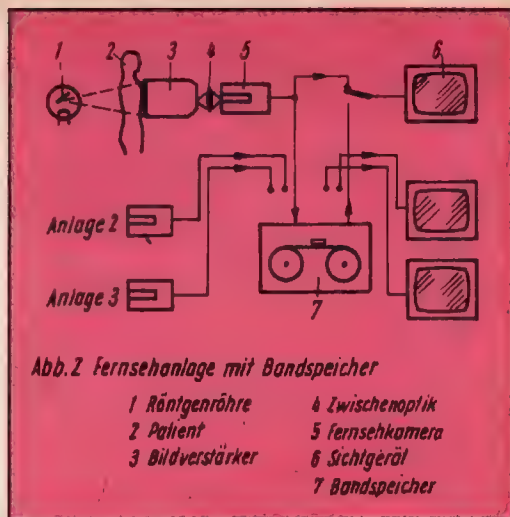 1 2 3 4 5 6
Anlage 2
Anlage 3
7
Abb. 2 Fernsehanlage mit Bandspeicher
1 Röntgenröhre
2 Patient
3 Bildverstärker
4 Zwischenoptik
5 Fernsehkamera
6 Sichtgerät
7 Bandspeicher